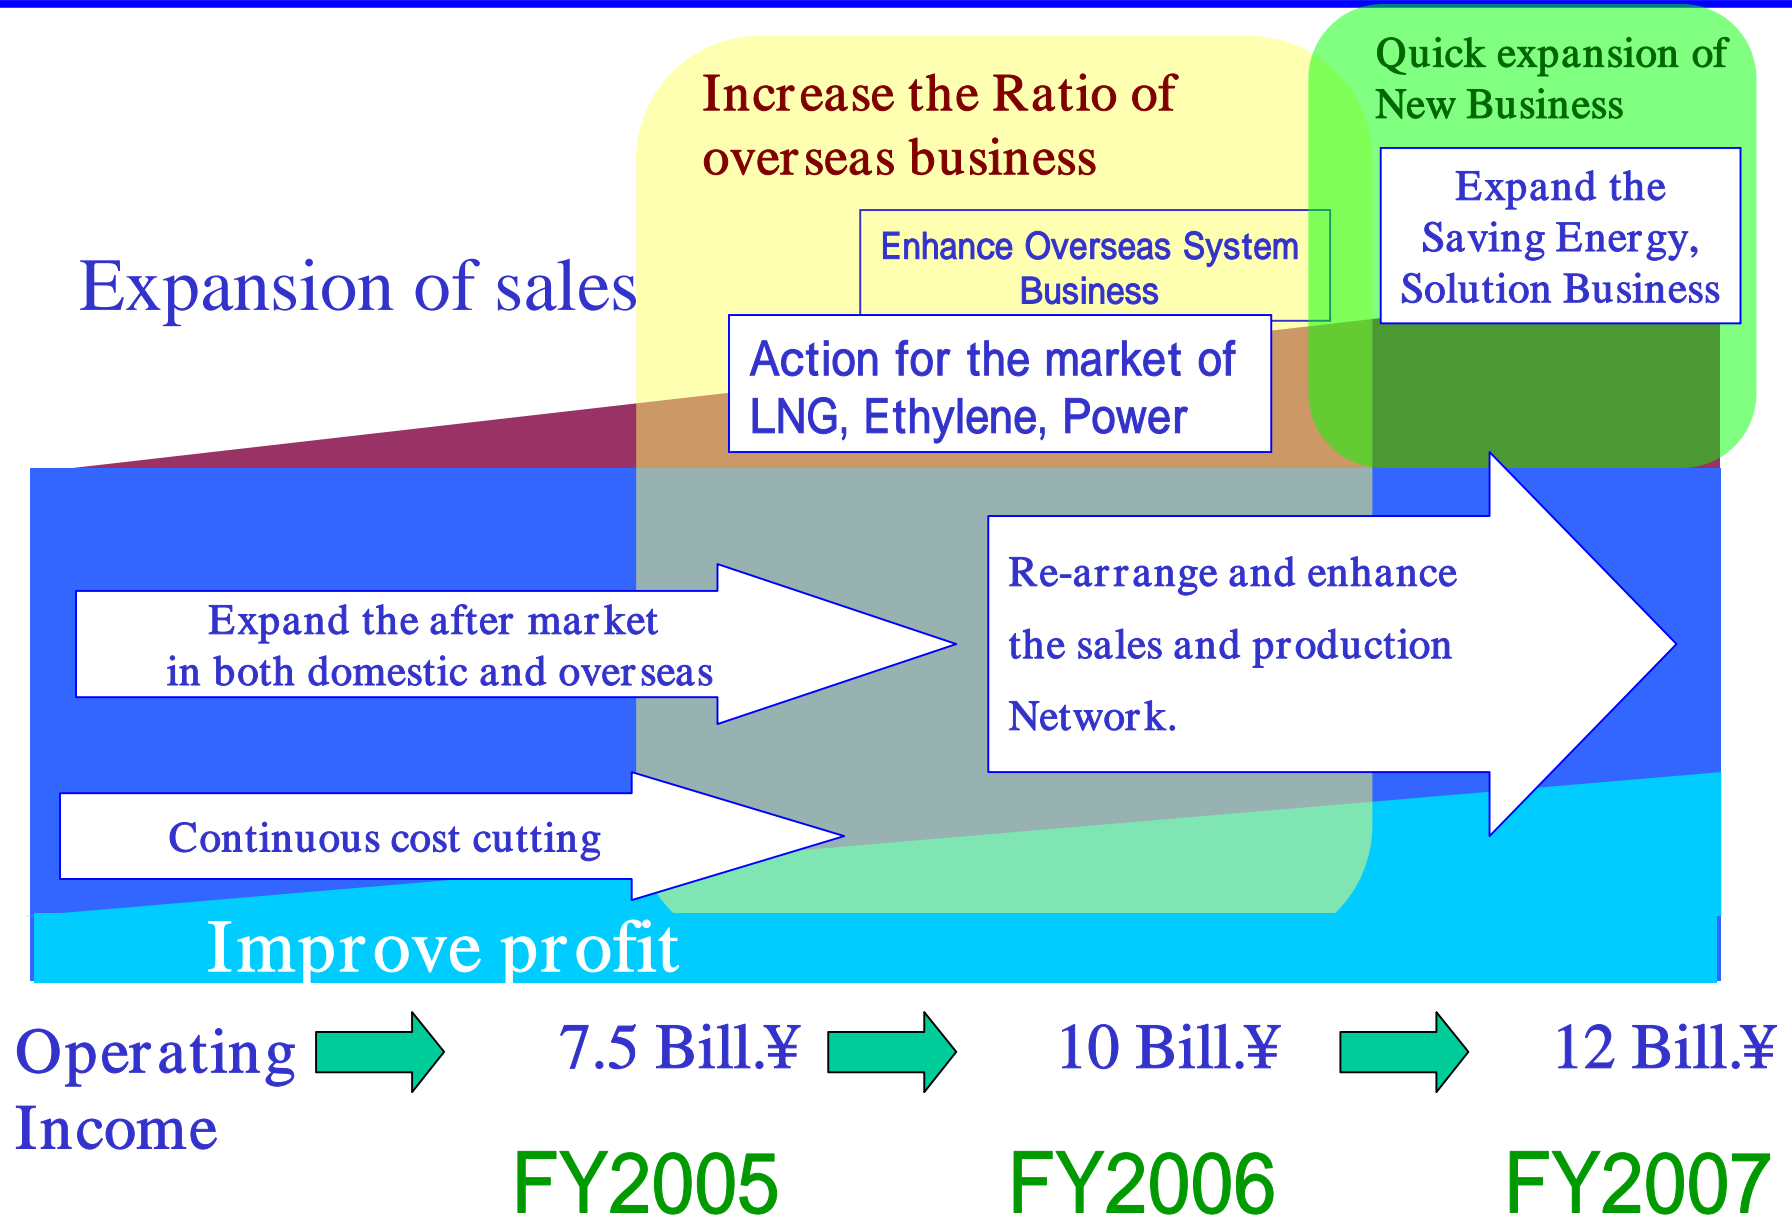 Quick expansion of
New Business
Increase the Ratio of
overseas business
Expand the
Saving Energy,
Solution Business
Enhance Overseas System
Business
Expansion of sales
Action for the market of
LNG, Ethylene, Power
Re-arrange and enhance
the sales and production
Network.
Expand the after market
in both domestic and overseas
Continuous cost cutting
Improve profit
Operating
Income
7.5 Bill.¥
10 Bill.¥
12 Bill.¥
FY2005
FY2006
FY2007